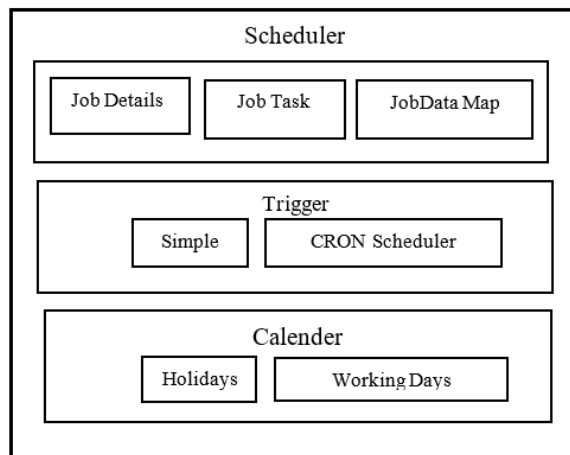 Scheduler
Job Details
Job Task
JobData Map
Trigger
Simple
CRON Scheduler
Calender
Holidays
Working Days